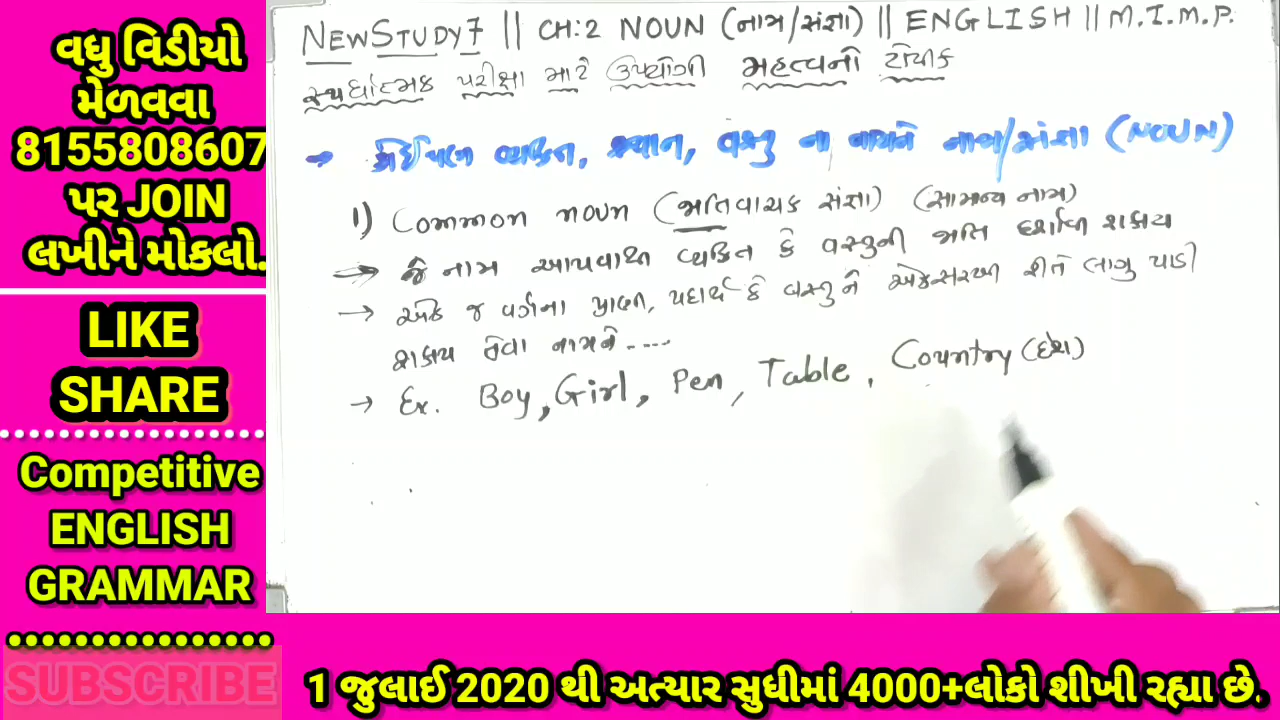 વધુ વિડીયો
મેળવવા
8155808607
પર JOIN
લખીને મોકલો.
LIKE
SHARE
Competitive
ENGLISH
GRAMMAR
SUBSCRIBE
NEWSTUDY7 || CH:2 NOUN (નામ/સંજ્ઞા) || ENGLISH || M.I.M.P.
સ્પર્ધાત્મક પરીક્ષા માટે ઉપયોગી મહત્વનો ટોપીક
→ કોઈપણ વ્યકિત, સ્થાન, વસ્તુ ના નામને નામ/સંજ્ઞા (NOUN)
1) Common noun (જાતિવાચક સંજ્ઞા) (સામન્ય નામ)
→ જે નામ આપવાથી વ્યકિત કે વસ્તુની જાતિ દર્શાવી શકાય
→ એક જ વર્ગના પ્રાણી, પદાર્થ કે વસ્તુને એકસરખી રીતે લાગુ પાડી
શકાય તેવા નામને ....
→ Ex. Boy, Girl, Pen, Table, Country (દેશ)
1 જુલાઈ 2020 થી અત્યાર સુધીમાં 4000+લોકો શીખી રહ્યા છે.